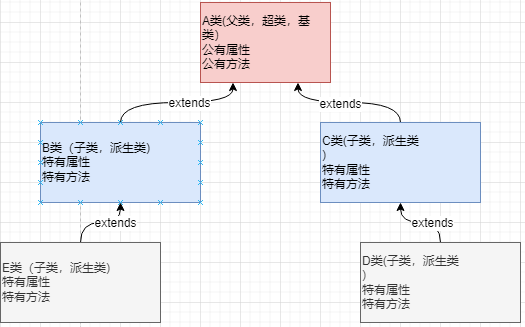 A类(父类，超类，基
类)
公有属性
公有方法
extends
extends
B类（子类，派生类)
特有属性
特有方法
C类(子类，派生类
)
特有属性
特有方法
extends
extends
E类（子类，派生类)
特有属性
特有方法
D类(子类，派生类
)
特有属性
特有方法